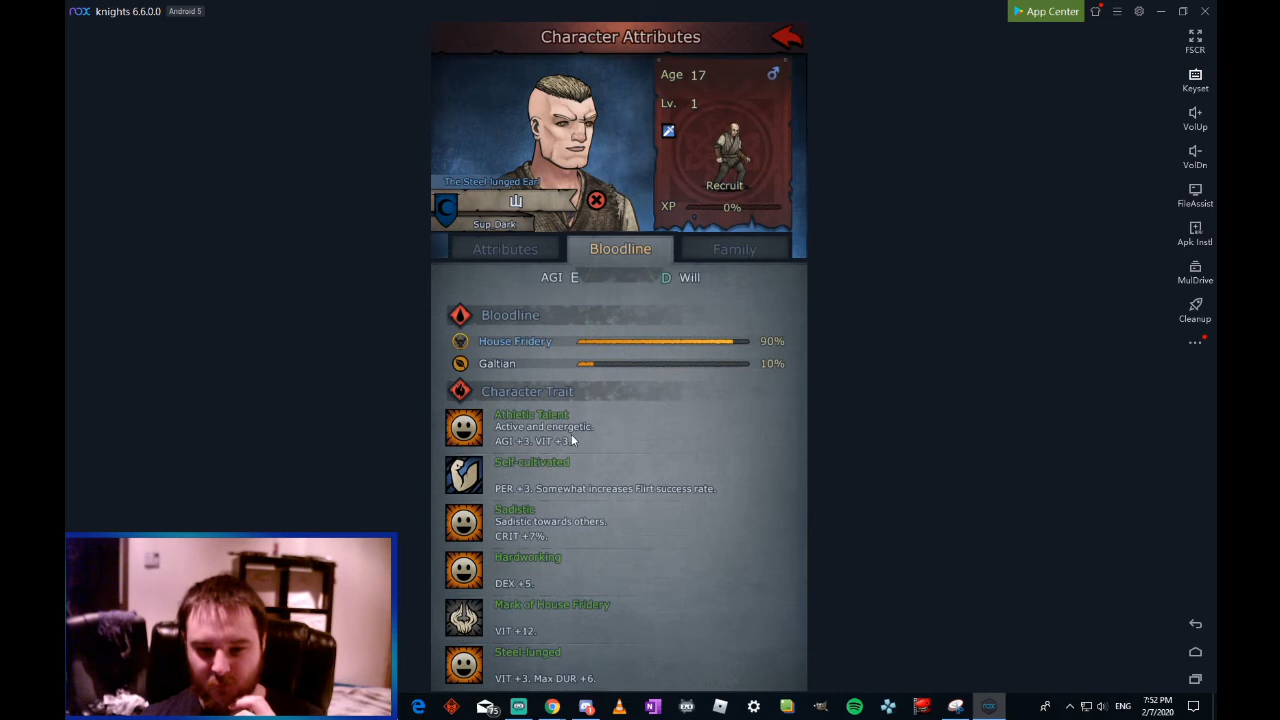 nox knights 6.6.0.0 Android 5
App Center
Character Attributes
Age 17
Lv. 1
Recruit
XP 0%
The Steel-lunged Earl
Ш
Sup.Dark.
Attributes
Bloodline
Family
AGI E
D Will
Bloodline
House Fridery 90%
Galtian 10%
Character Trait
Athletic Talent
Active and energetic.
AGI +3. VIT +3.
Self-cultivated
PER +3. Somewhat increases Flirt success rate.
Sadistic
Sadistic towards others.
CRIT +7%.
Hardworking
DEX +5.
Mark of House Fridery
VIT +12.
Steel-lunged
VIT +3. Max DUR +6.
FSCR
Keyset
VolUp
VolDn
FileAssist
Apk Instl
MulDrive
Cleanup
75
ENG
7:52 PM
2/7/2020